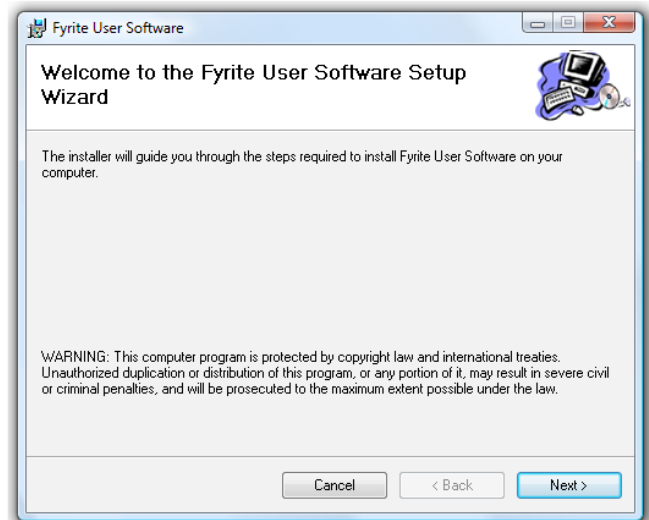 Fyrite User Software
Welcome to the Fyrite User Software Setup
Wizard
The installer will guide you through the steps required to install Fyrite User Software on your
computer.
WARNING: This computer program is protected by copyright law and international treaties.
Unauthorized duplication or distribution of this program, or any portion of it, may result in severe civil
or criminal penalties, and will be prosecuted to the maximum extent possible under the law.
Cancel
< Back
Next >